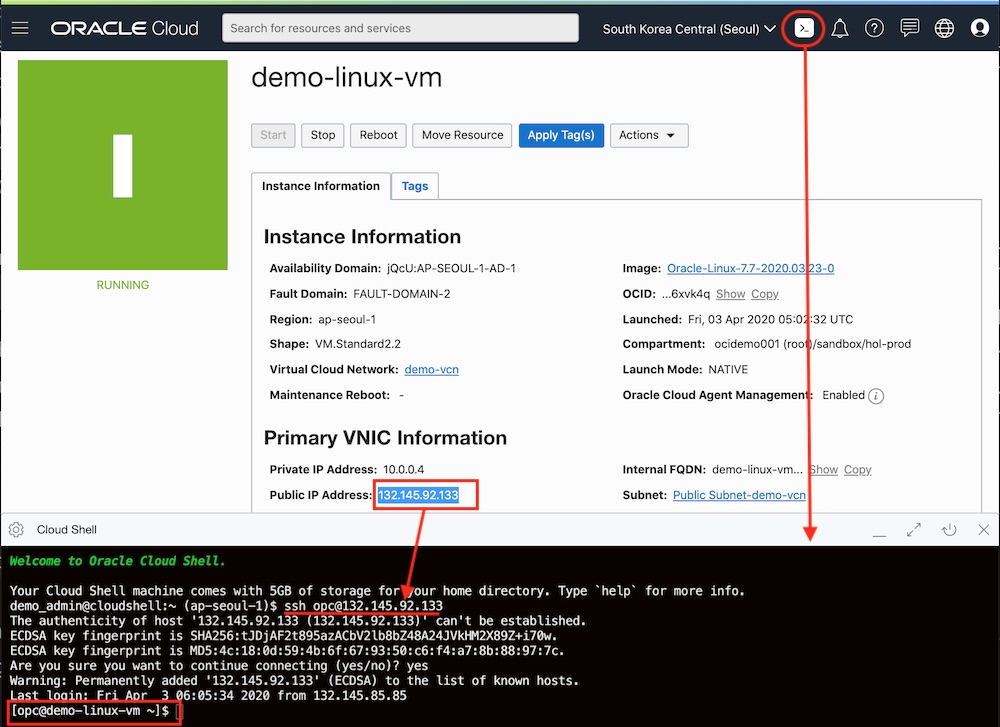 ORACLE Cloud
Search for resources and services
South Korea Central (Seoul)
demo-linux-vm
Start Stop Reboot Move Resource Apply Tag(s) Actions
Instance Information Tags
RUNNING
Instance Information
Availability Domain: jQcU:AP-SEOUL-1-AD-1
Fault Domain: FAULT-DOMAIN-2
Region: ap-seoul-1
Shape: VM.Standard2.2
Virtual Cloud Network: demo-vcn
Maintenance Reboot: -
Image: Oracle-Linux-7.7-2020.03.23-0
OCID: ...6xvk4q Show Copy
Launched: Fri, 03 Apr 2020 05:02:32 UTC
Compartment: ocidemo001 (root)/sandbox/hol-prod
Launch Mode: NATIVE
Oracle Cloud Agent Management: Enabled
Primary VNIC Information
Private IP Address: 10.0.0.4
Public IP Address: 132.145.92.133
Internal FQDN: demo-linux-vm... Show Copy
Subnet: Public Subnet-demo-vcn
Cloud Shell
Welcome to Oracle Cloud Shell.
Your Cloud Shell machine comes with 5GB of storage for your home directory. Type `help` for more info.
demo_admin@cloudshell:~ (ap-seoul-1)$ ssh opc@132.145.92.133
The authenticity of host '132.145.92.133 (132.145.92.133)' can't be established.
ECDSA key fingerprint is SHA256:tJDjAF2t895azACbV2lb8bZ48A24JVkHM2X89Z+i70w.
ECDSA key fingerprint is MD5:4c:18:0d:59:4b:6f:67:93:50:c6:f4:a7:8b:88:97:7c.
Are you sure you want to continue connecting (yes/no)? yes
Warning: Permanently added '132.145.92.133' (ECDSA) to the list of known hosts.
Last login: Fri Apr  3 06:05:34 2020 from 132.145.85.85
[opc@demo-linux-vm ~]$